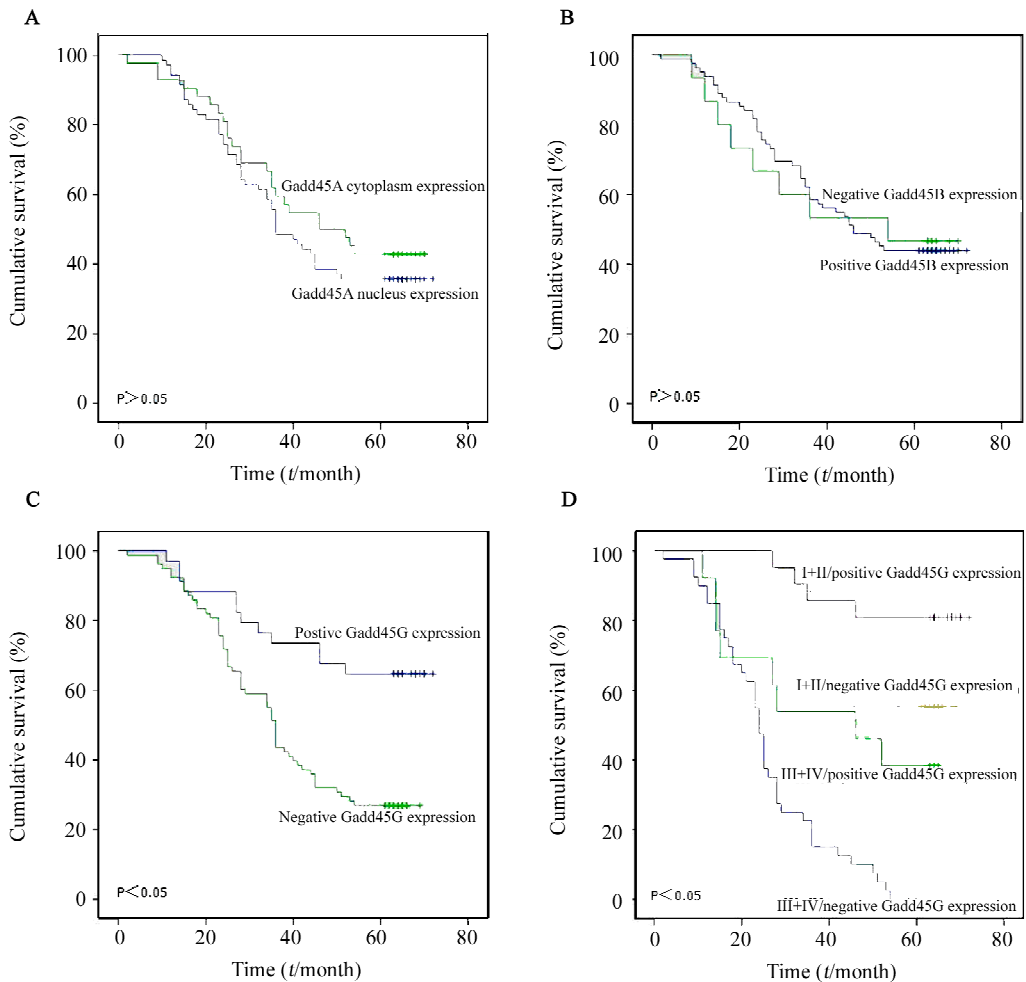 A
Cumulative survival (%)
100
80
60
40
20
0
Gadd45A cytoplasm expression
Gadd45A nucleus expression
P>0.05
0 20 40 60 80
Time (t/month)
B
Cumulative survival (%)
100
80
60
40
20
0
Negative Gadd45B expression
Positive Gadd45B expression
P>0.05
0 20 40 60 80
Time (t/month)
C
Cumulative survival (%)
100
80
60
40
20
0
Postive Gadd45G expression
Negative Gadd45G expression
P<0.05
0 20 40 60 80
Time (t/month)
D
Cumulative survival (%)
100
80
60
40
20
0
I+II/positive Gadd45G expression
I+II/negative Gadd45G expression
III+IV/positive Gadd45G expression
III+IV/negative Gadd45G expression
P<0.05
0 20 40 60 80
Time (t/month)